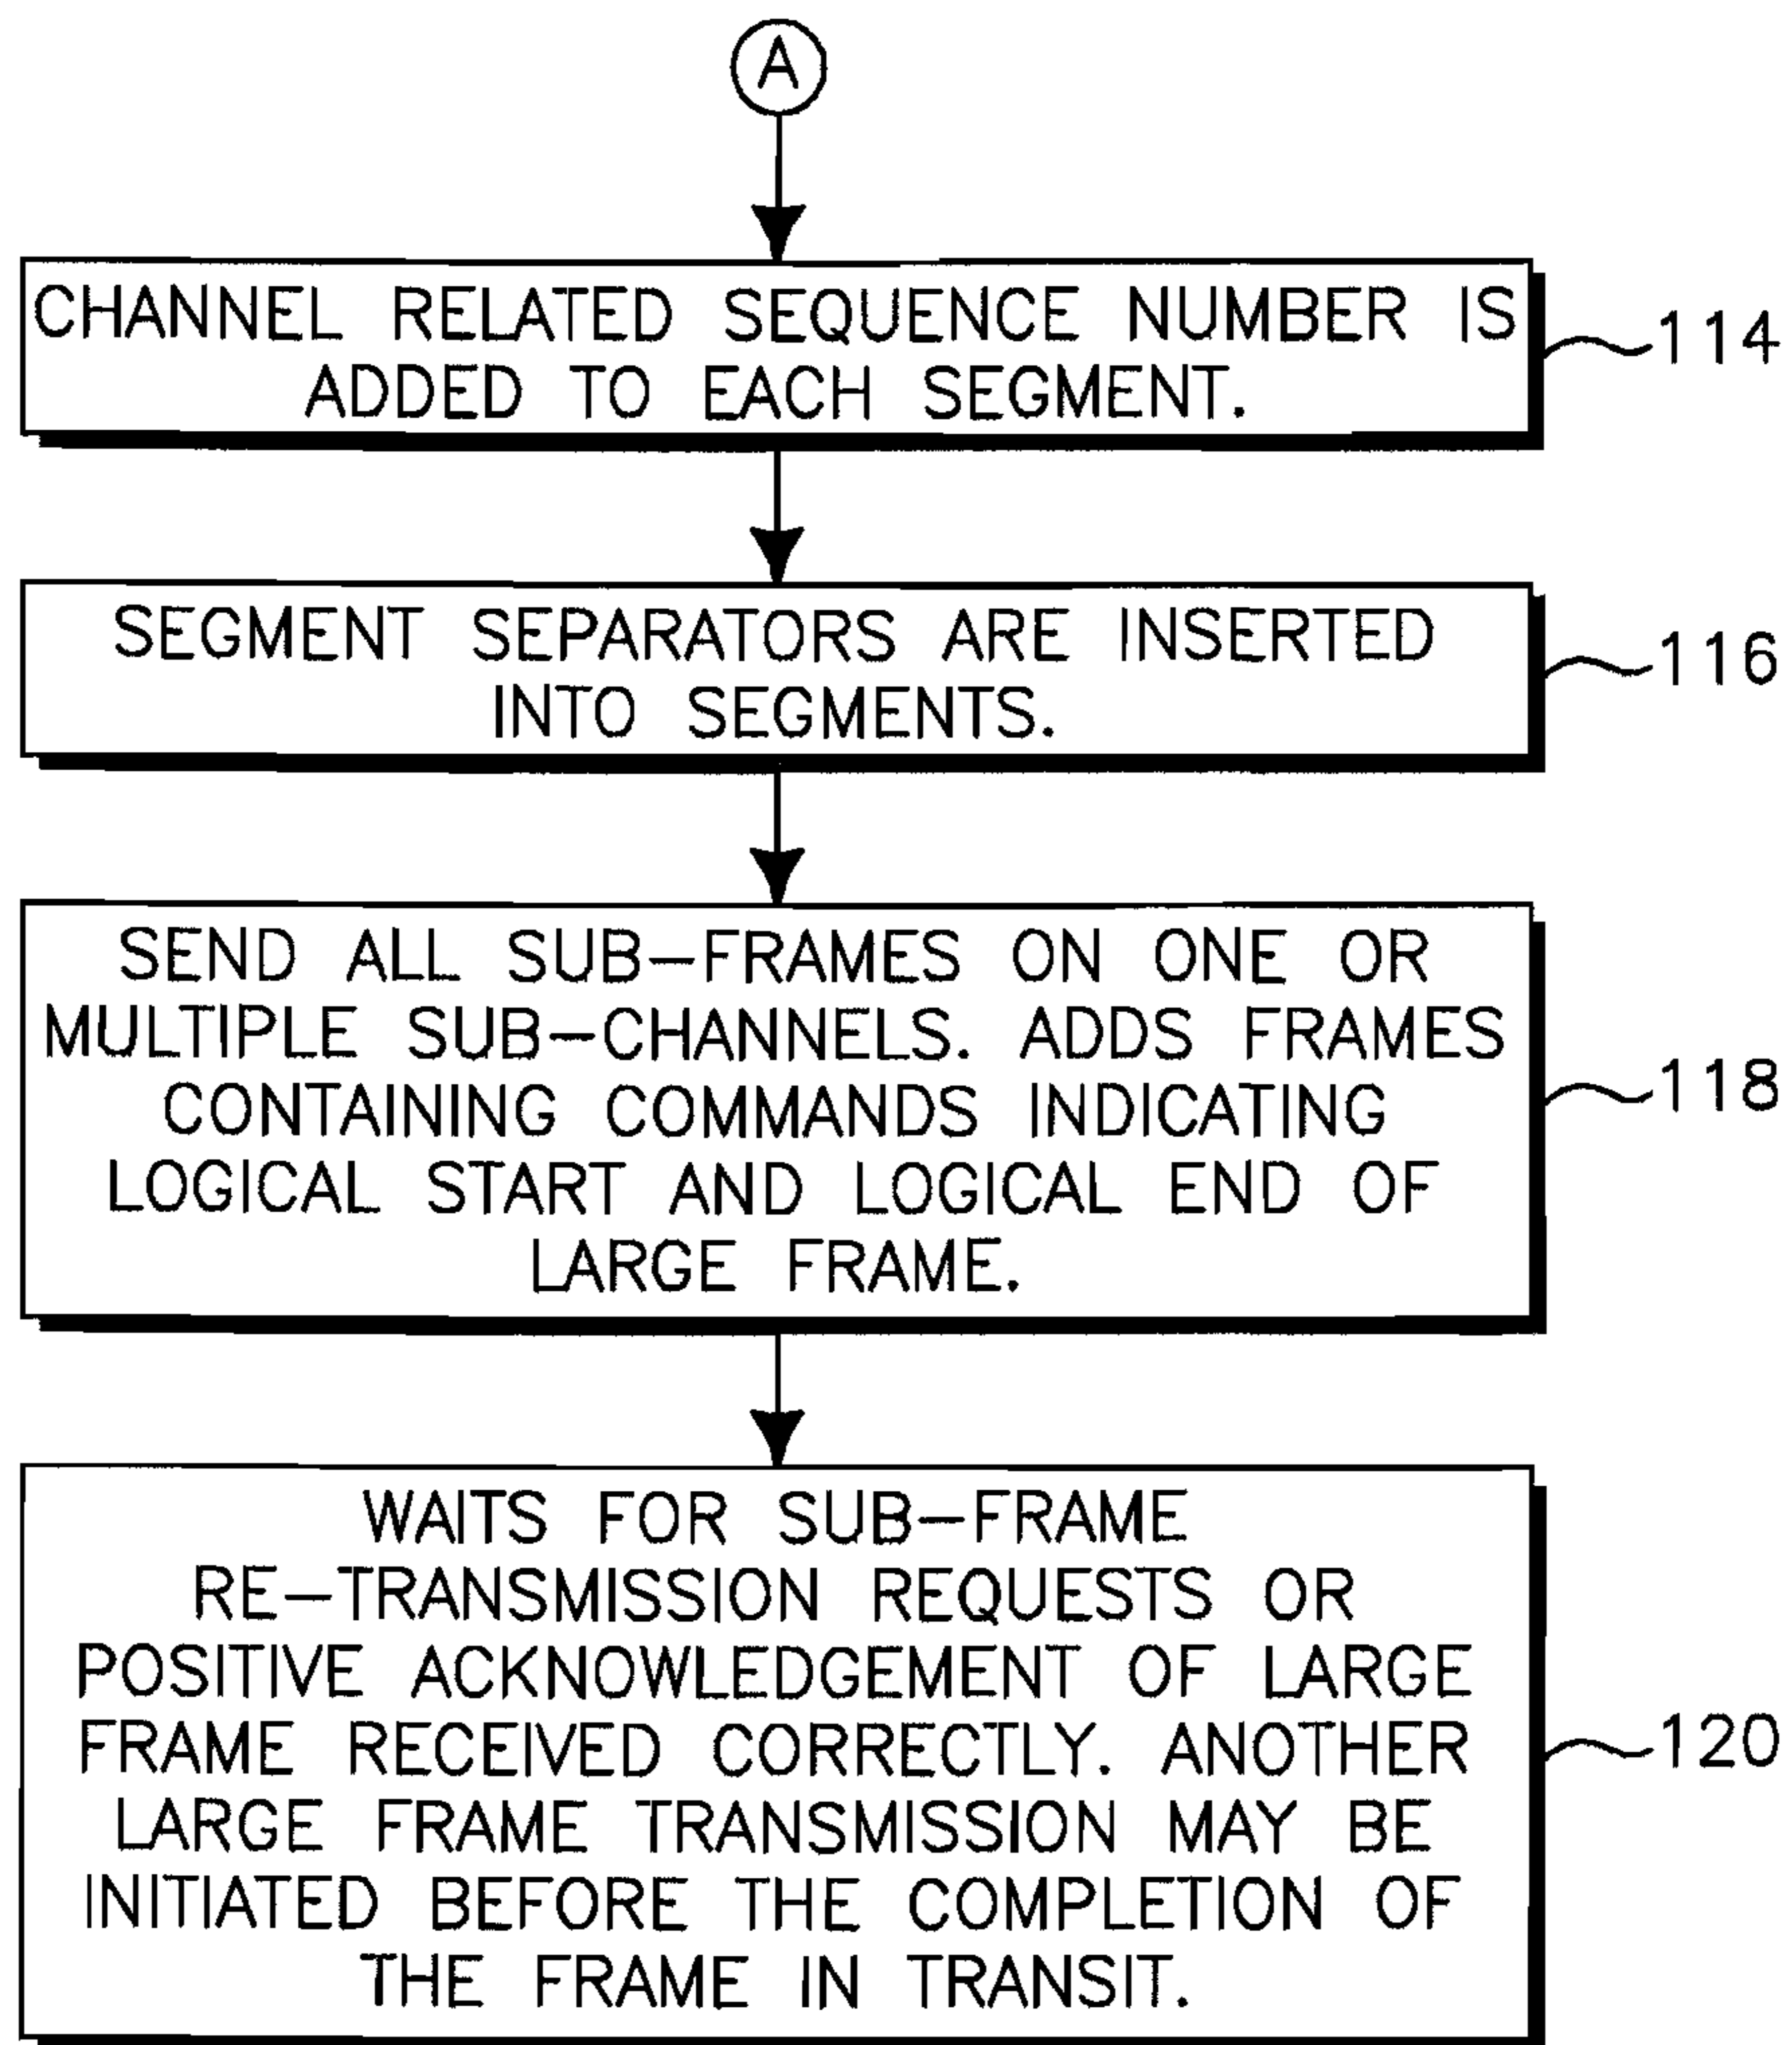 A
CHANNEL RELATED SEQUENCE NUMBER IS
ADDED TO EACH SEGMENT.
114
SEGMENT SEPARATORS ARE INSERTED
INTO SEGMENTS.
116
SEND ALL SUB-FRAMES ON ONE OR
MULTIPLE SUB-CHANNELS. ADDS FRAMES
CONTAINING COMMANDS INDICATING
LOGICAL START AND LOGICAL END OF
LARGE FRAME.
118
WAITS FOR SUB-FRAME
RE-TRANSMISSION REQUESTS OR
POSITIVE ACKNOWLEDGEMENT OF LARGE
FRAME RECEIVED CORRECTLY. ANOTHER
LARGE FRAME TRANSMISSION MAY BE
INITIATED BEFORE THE COMPLETION OF
THE FRAME IN TRANSIT.
120